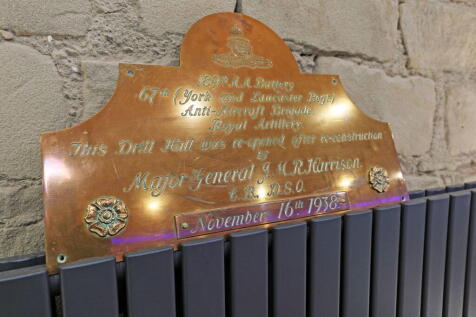 A.A. Battery
67th (York and Lancaster Regt)
Anti-Aircraft Brigade
Royal Artillery.
This Drill Hall was re-opened after reconstruction
by
Major General J.M.R. Harrison.
C.B., D.S.O.
November 16th 1938